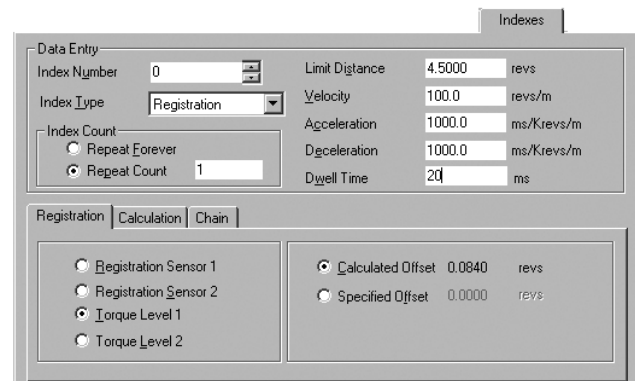 Indexes
Data Entry
Index Number 0
Limit Distance 4.5000 revs
Index Type Registration
Velocity 100.0 revs/m
Acceleration 1000.0 ms/Krevs/m
Index Count
Repeat Forever
Deceleration 1000.0 ms/Krevs/m
Repeat Count 1
Dwell Time 20 ms
Registration Calculation Chain
Registration Sensor 1
Calculated Offset 0.0840 revs
Registration Sensor 2
Specified Offset 0.0000 revs
Torque Level 1
Torque Level 2